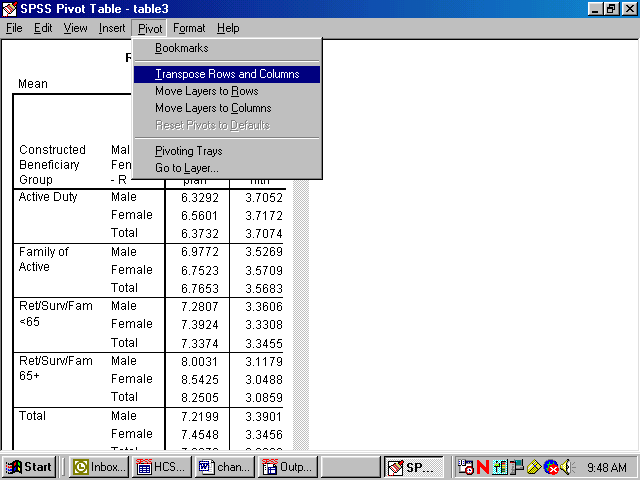 SPSS Pivot Table - table3
File Edit View Insert Pivot Format Help
Bookmarks
Transpose Rows and Columns
Move Layers to Rows
Move Layers to Columns
Reset Pivots to Defaults
Pivoting Trays
Go to Layer...
R
Mean
Constructed
Beneficiary
Group
Mal
Fen
- R
plan
hlth
Active Duty Male 6.3292 3.7052
Female 6.5601 3.7172
Total 6.3732 3.7074
Family of
Active
Male 6.9772 3.5269
Female 6.7523 3.5709
Total 6.7653 3.5683
Ret/Surv/Fam
<65
Male 7.2807 3.3606
Female 7.3924 3.3308
Total 7.3374 3.3455
Ret/Surv/Fam
65+
Male 8.0031 3.1179
Female 8.5425 3.0488
Total 8.2505 3.0859
Total Male 7.2199 3.3901
Female 7.4548 3.3456
Start Inbox... HCS... chan... Outp... SP... 9:48 AM